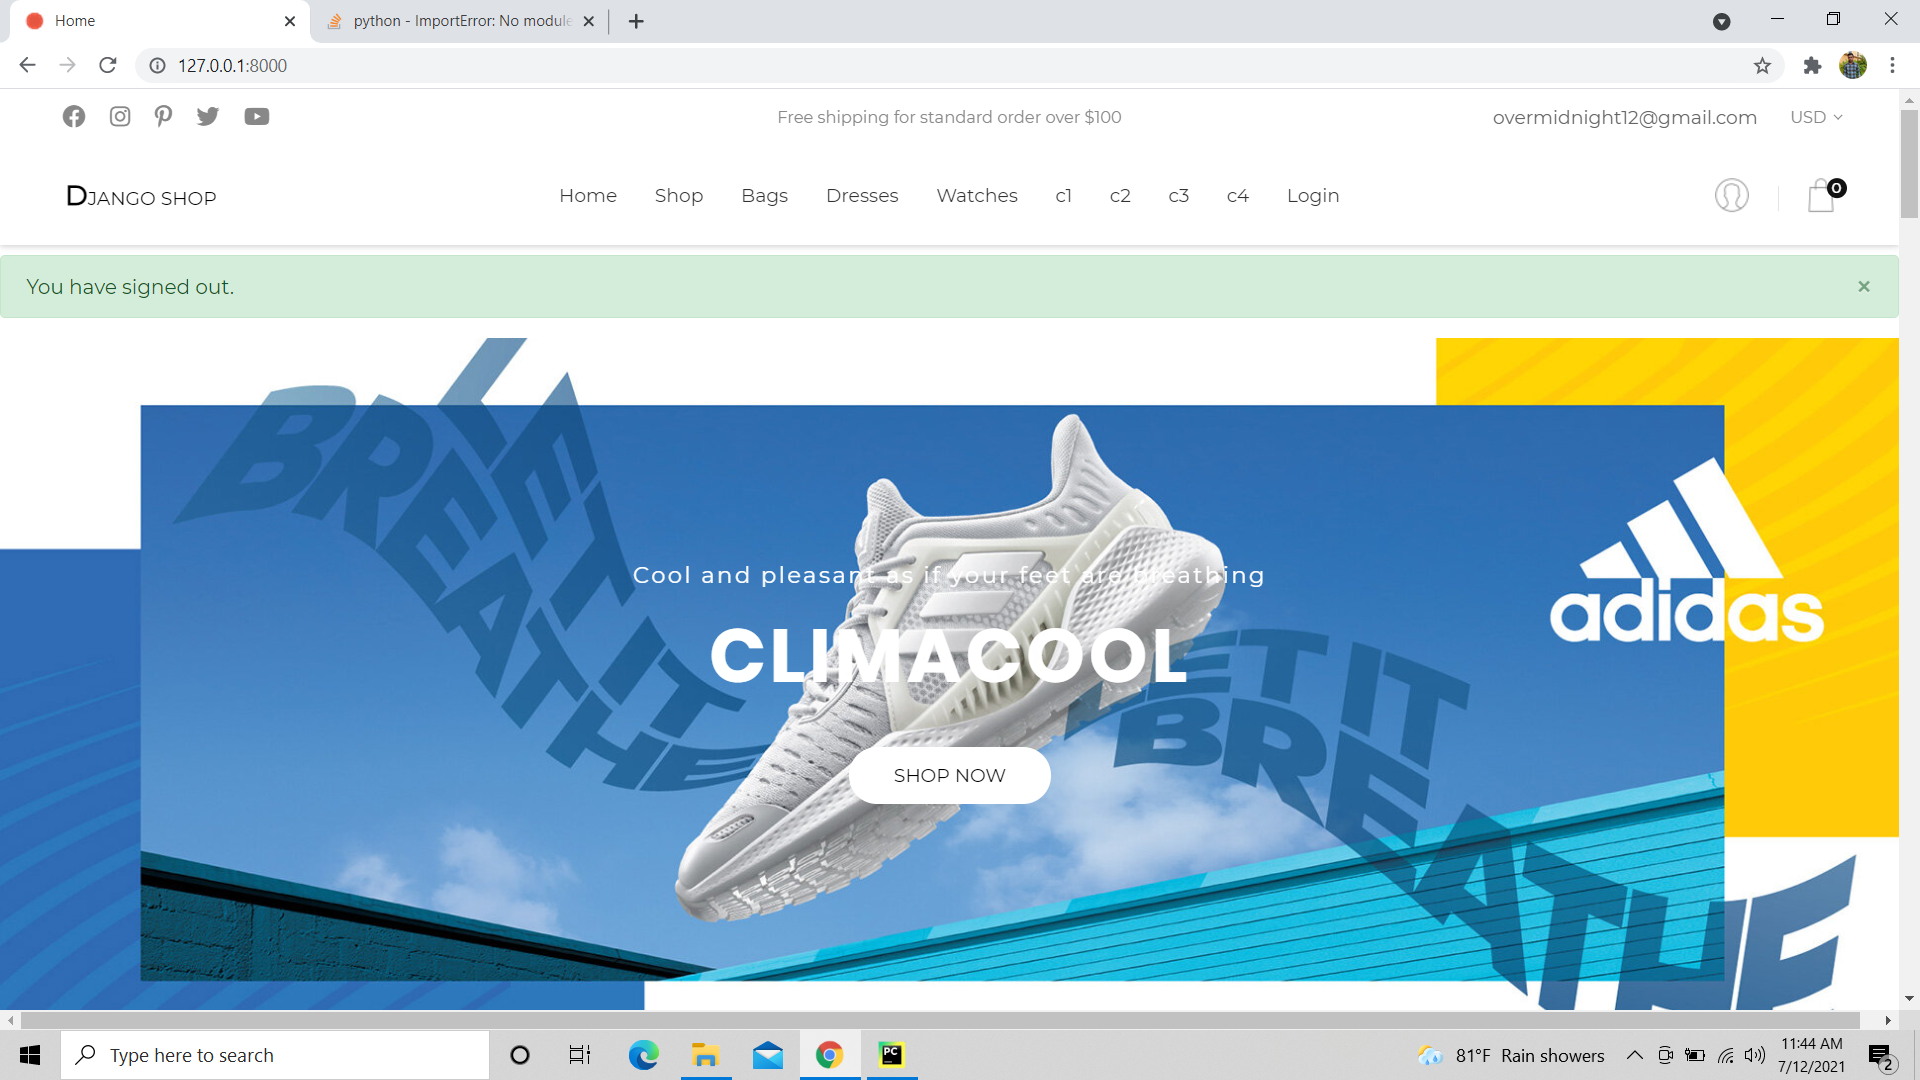 Home
python - ImportError: No module
127.0.0.1:8000
Free shipping for standard order over $100
overmidnight12@gmail.com
USD
DJANGO SHOP
Home
Shop
Bags
Dresses
Watches
c1
c2
c3
c4
Login
0
You have signed out.
×
LET IT
BREATHE
adidas
Cool and pleasant as if your feet are breathing
CLIMACOOL
LET IT
BREATHE
SHOP NOW
Type here to search
PC
81°F Rain showers
11:44 AM
7/12/2021
2